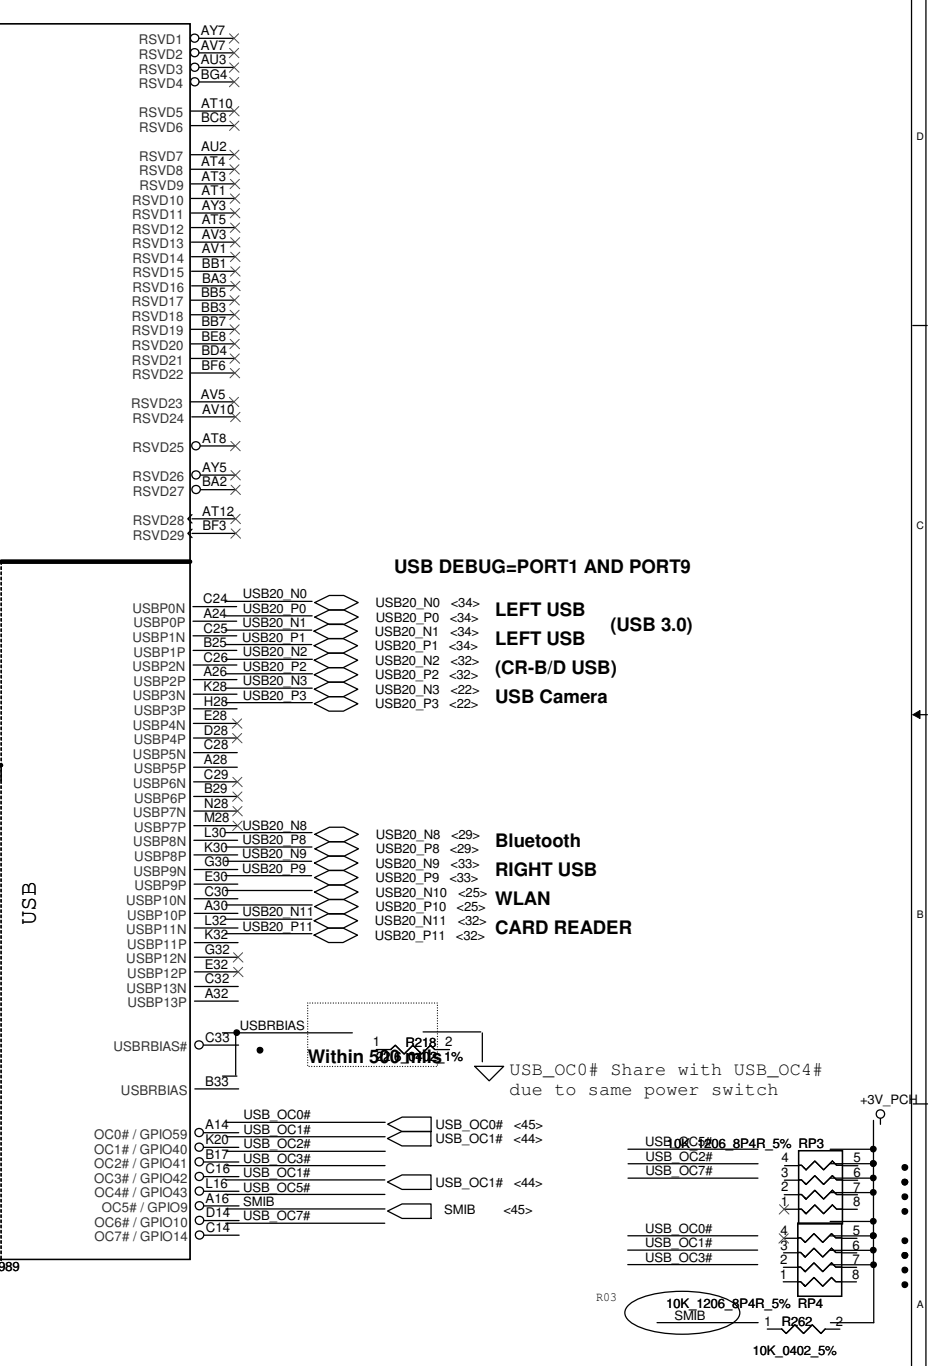 RSVD1 AY7
RSVD2 AV7
RSVD3 AU3
RSVD4 BG4
RSVD5 AT10
RSVD6 BC8
D
RSVD7 AU2
RSVD8 AT4
RSVD9 AT3
RSVD10 AT1
RSVD11 AY3
RSVD12 AT5
RSVD13 AV3
RSVD14 AV1
RSVD15 BB1
RSVD16 BA3
RSVD17 BB5
RSVD18 BB3
RSVD19 BB7
RSVD20 BE8
RSVD21 BD4
RSVD22 BF6
RSVD23 AV5
RSVD24 AV10
RSVD25 AT8
RSVD26 AY5
RSVD27 BA2
RSVD28 AT12
RSVD29 BF3
C
USB DEBUG=PORT1 AND PORT9
USBP0N C24 USB20_N0 USB20_N0 <34>
USBP0P A24 USB20_P0 USB20_P0 <34>
LEFT USB
USBP1N C25 USB20_N1 USB20_N1 <34>
USBP1P B25 USB20_P1 USB20_P1 <34>
LEFT USB
(USB 3.0)
USBP2N C26 USB20_N2 USB20_N2 <32>
USBP2P A26 USB20_P2 USB20_P2 <32>
(CR-B/D USB)
USBP3N K28 USB20_N3 USB20_N3 <22>
USBP3P H28 USB20_P3 USB20_P3 <22>
USB Camera
USBP4N E28
USBP4P D28
USBP5N C28
USBP5P A28
USBP6N C29
USBP6P B29
USBP7N N28
USBP7P M28
USBP8N L30 USB20_N8 USB20_N8 <29>
USBP8P K30 USB20_P8 USB20_P8 <29>
Bluetooth
USBP9N G30 USB20_N9 USB20_N9 <33>
USBP9P E30 USB20_P9 USB20_P9 <33>
RIGHT USB
USBP10N C30 USB20_N10 <25>
USBP10P A30 USB20_P10 <25>
WLAN
USBP11N L32 USB20_N11 USB20_N11 <32>
USBP11P K32 USB20_P11 USB20_P11 <32>
CARD READER
USBP12N G32
USBP12P E32
USBP13N C32
USBP13P A32
USB
B
USBRBIAS# C33 USBRBIAS
1 R218 2
Within 500 mils
1%
USBRBIAS B33
USB_OC0# Share with USB_OC4#
due to same power switch
OC0# / GPIO59 A14 USB_OC0# USB_OC0# <45>
OC1# / GPIO40 K20 USB_OC1# USB_OC1# <44>
OC2# / GPIO41 B17 USB_OC2#
OC3# / GPIO42 C16 USB_OC3#
OC4# / GPIO43 L16 USB_OC1# USB_OC1# <44>
OC5# / GPIO9 A16 USB_OC5#
OC6# / GPIO10 D14 SMIB SMIB <45>
OC7# / GPIO14 C14 USB_OC7#
989
+3V_PCH
USB_OC5#
10K_1206_8P4R_5% RP3
USB_OC2#
USB_OC7#
4 5
3 6
2 7
1 8
USB_OC0#
USB_OC1#
USB_OC3#
4 5
3 6
2 7
1 8
10K_1206_8P4R_5% RP4
R03
SMIB
1 R262 2
10K_0402_5%
A